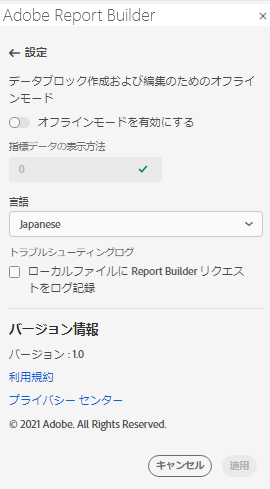 Adobe Report Builder
設定
データブロック作成および編集のためのオフライ
ンモード
オフラインモードを有効にする
指標データの表示方法
0
言語
Japanese
トラブルシューティングログ
ローカルファイルに Report Builder リクエス
トをログ記録
バージョン情報
バージョン : 1.0
利用規約
プライバシー センター
© 2021 Adobe. All Rights Reserved.
キャンセル 適用